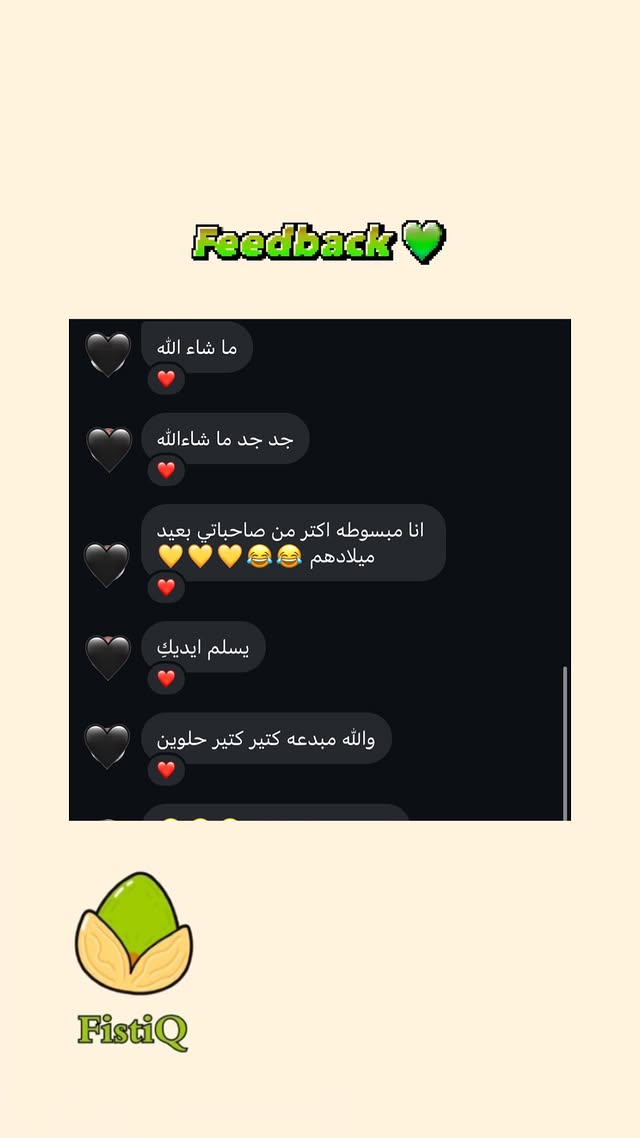 Feedback💚
ما شاء الله
❤️
جد جد ما شاءالله
❤️
انا مبسوطه اكتر من صاحباتي بعيد
ميلادهم 😂😂💛💛💛
❤️
يسلم ايديكِ
❤️
والله مبدعه كتير كتير حلوين
❤️
FistiQ